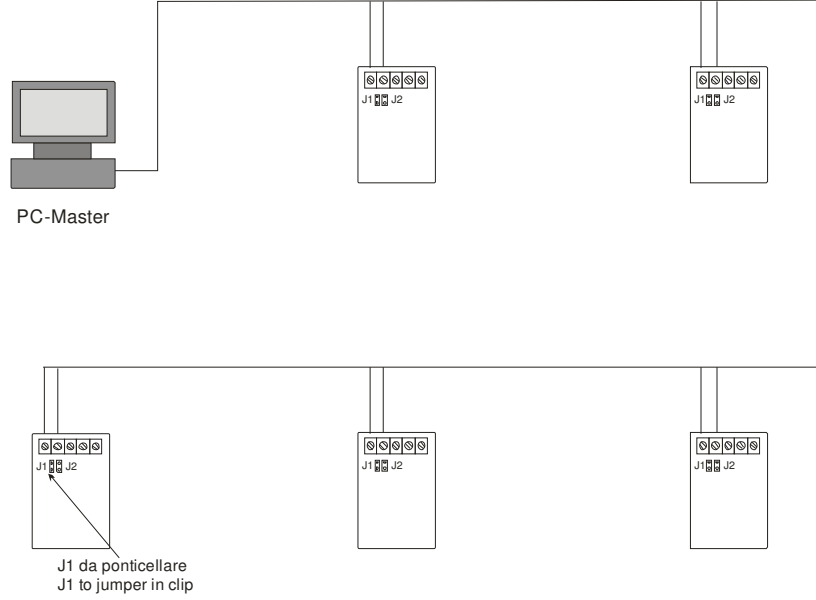 J1 J2
J1 J2
PC-Master
J1 J2
J1 J2
J1 J2
J1 da ponticellare
J1 to jumper in clip